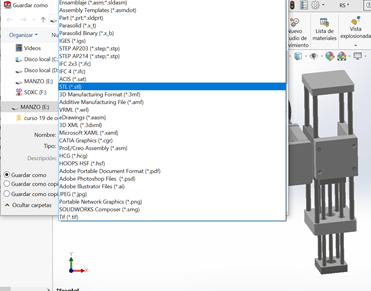 Guardar como
Organizar
Videos
Disco local (
Disco local (D
SDXC (F:)
MANZO (E:)
curso 19 de o
Nombre:
Tipo:
Descripción:
Guardar como
Guardar como copi
Guardar como copi
Ocultar carpetas
Ensamblaje (*.asm;*.sldasm)
Assembly Templates (*.asmdot)
Part (*.prt;*.sldprt)
Parasolid (*.x_t)
Parasolid Binary (*.x_b)
IGES (*.igs)
STEP AP203 (*.step;*.stp)
STEP AP214 (*.step;*.stp)
IFC 2x3 (*.ifc)
IFC 4 (*.ifc)
ACIS (*.sat)
STL (*.stl)
3D Manufacturing Format (*.3mf)
Additive Manufacturing File (*.amf)
VRML (*.wrl)
eDrawings (*.easm)
3D XML (*.3dxml)
Microsoft XAML (*.xaml)
CATIA Graphics (*.cgr)
ProE/Creo Assembly (*.asm)
HCG (*.hcg)
HOOPS HSF (*.hsf)
Adobe Portable Document Format (*.pdf)
Adobe Photoshop Files (*.psd)
Adobe Illustrator Files (*.ai)
JPEG (*.jpg)
Portable Network Graphics (*.png)
SOLIDWORKS Composer (*.smg)
Tif (*.tif)
RS
Nuevo
udio de
vimiento
Lista de
materiales
Vista
explosionada